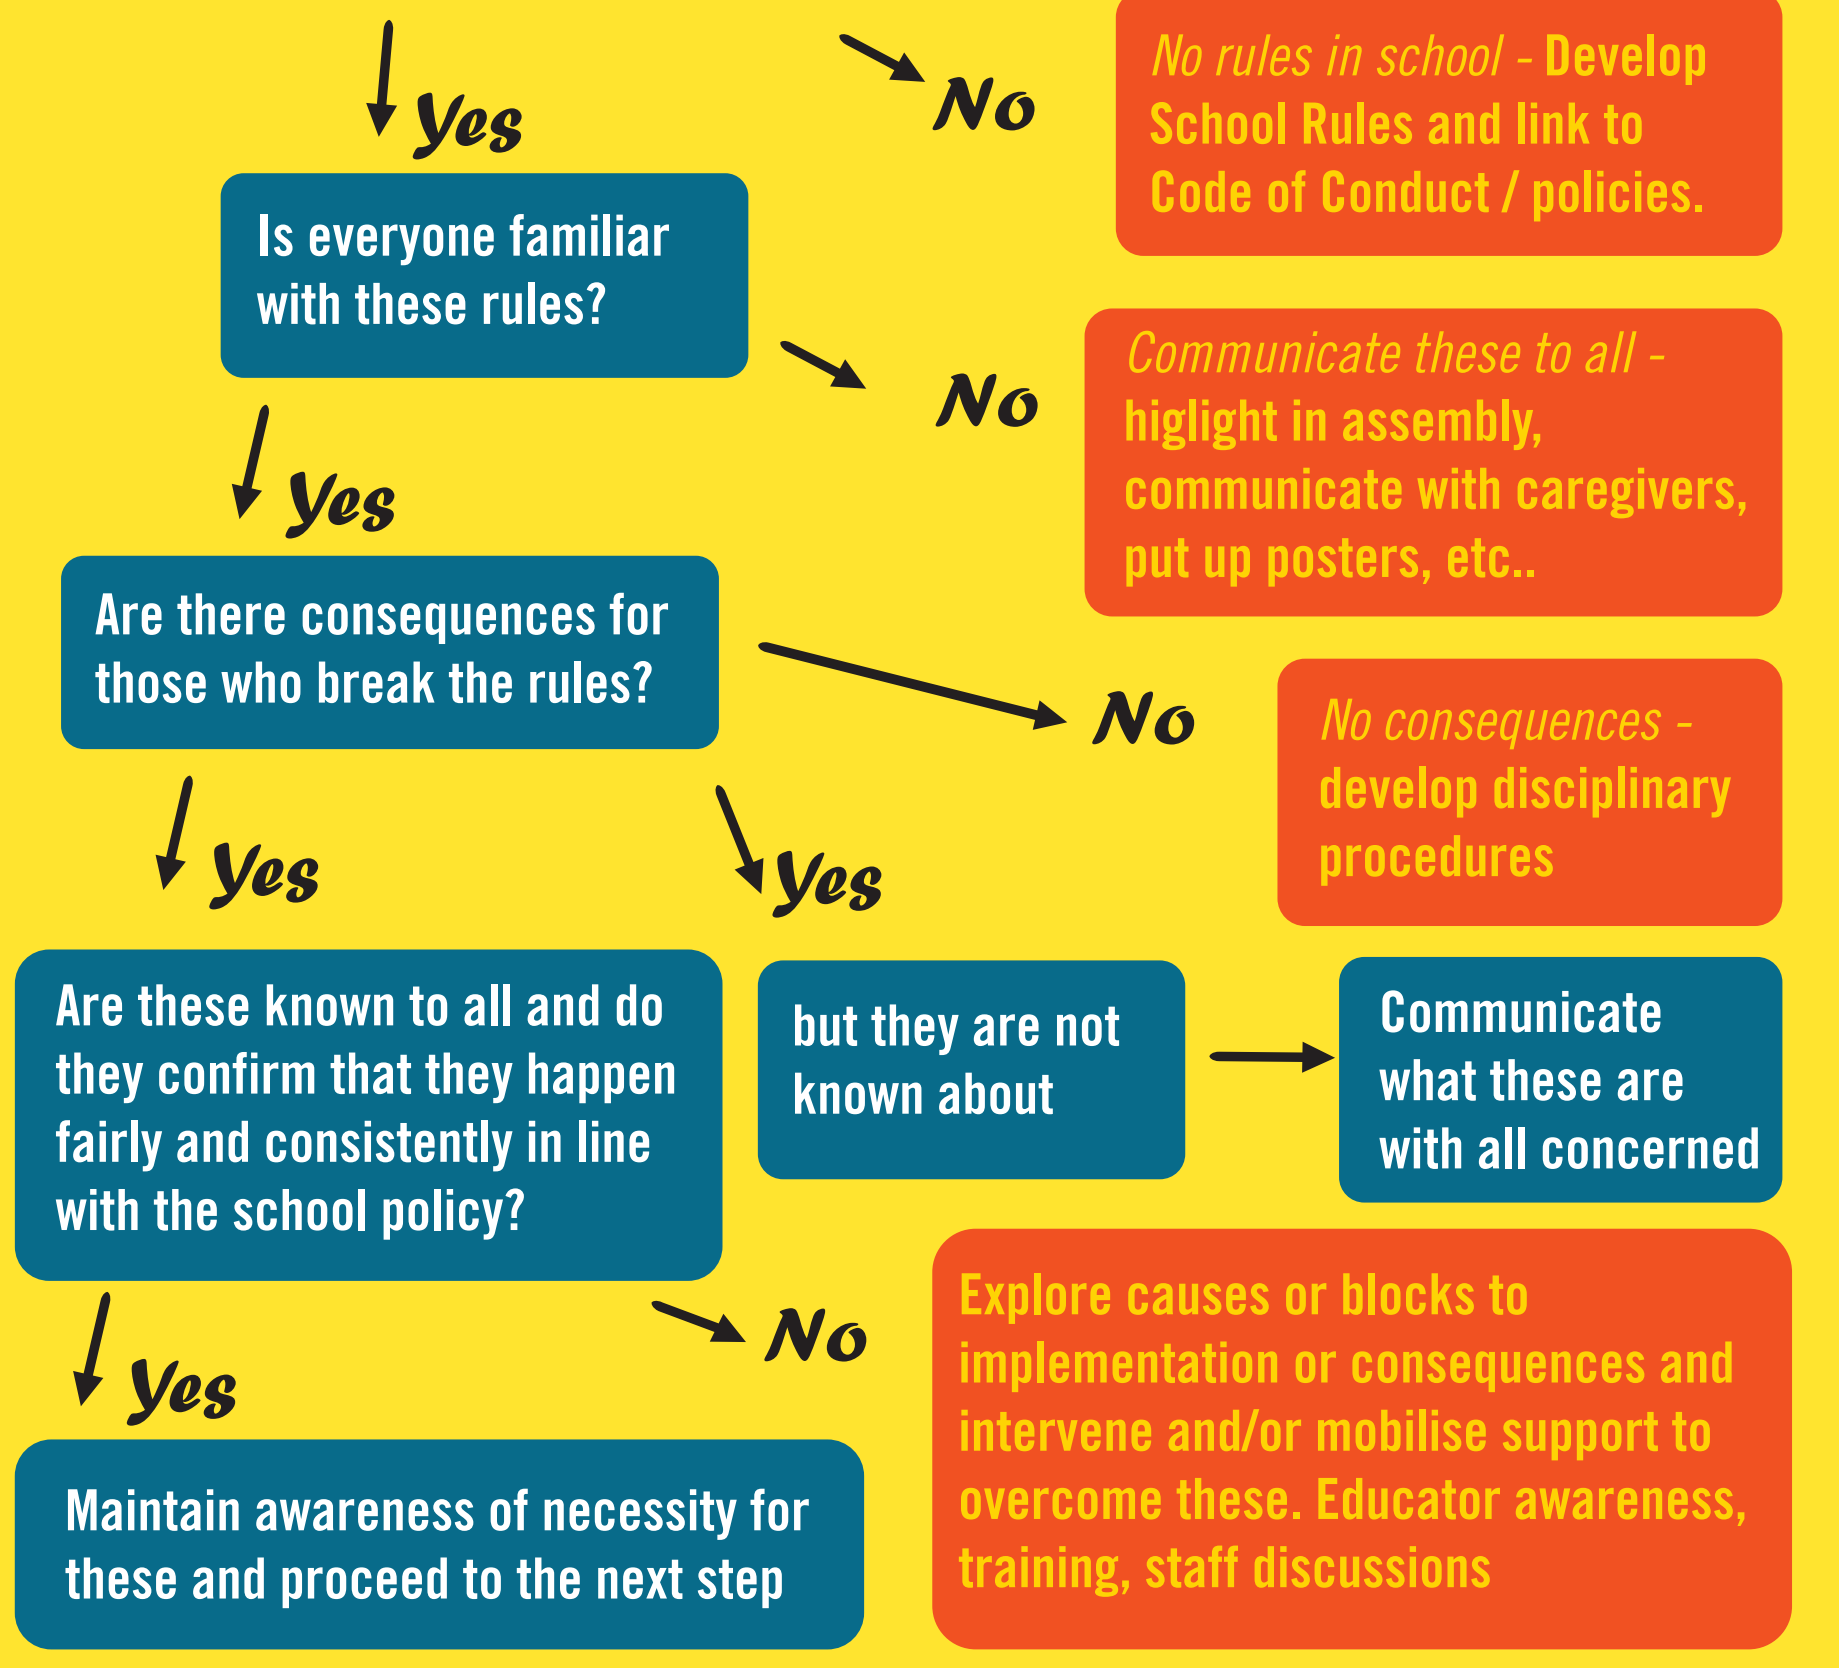 Yes
No
No rules in school - Develop
School Rules and link to
Code of Conduct / policies.
Is everyone familiar
with these rules?
No
Communicate these to all -
higlight in assembly,
communicate with caregivers,
put up posters, etc..
Yes
Are there consequences for
those who break the rules?
No
No consequences -
develop disciplinary
procedures
Yes
Yes
Are these known to all and do
they confirm that they happen
fairly and consistently in line
with the school policy?
but they are not
known about
Communicate
what these are
with all concerned
No
Explore causes or blocks to
implementation or consequences and
intervene and/or mobilise support to
overcome these. Educator awareness,
training, staff discussions
Yes
Maintain awareness of necessity for
these and proceed to the next step